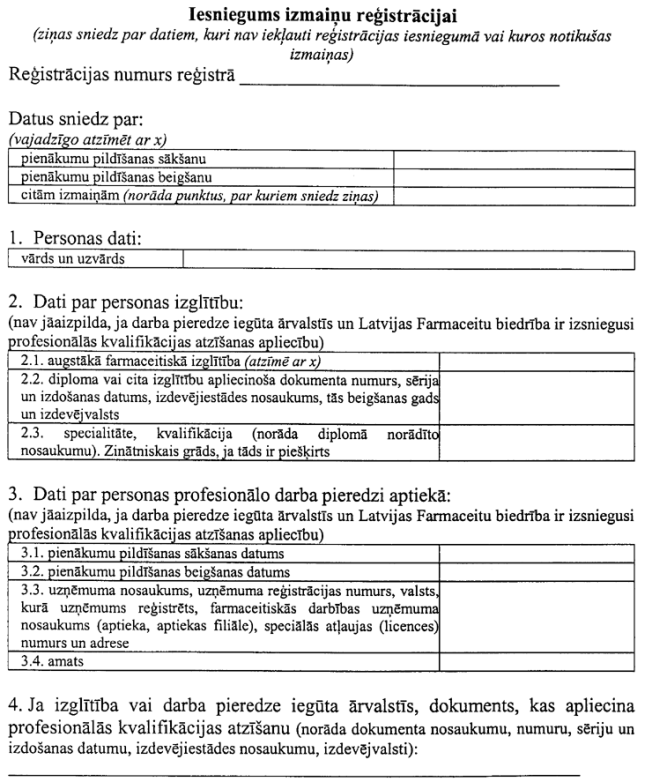 Iesniegums izmaiņu reģistrācijai
(ziņas sniedz par datiem, kuri nav iekļauti reģistrācijas iesniegumā vai kuros notikušas
izmaiņas)
Reģistrācijas numurs reģistrā
Datus sniedz par:
(vajadzīgo atzīmēt ar x)
pienākumu pildīšanas sākšanu
pienākumu pildīšanas beigšanu
citām izmaiņām (norāda punktus, par kuriem sniedz ziņas)
1. Personas dati:
vārds un uzvārds
2. Dati par personas izglītību:
(nav jāaizpilda, ja darba pieredze iegūta ārvalstīs un Latvijas Farmaceitu biedrība ir izsniegusi
profesionālās kvalifikācijas atzīšanas apliecību)
2.1. augstākā farmaceitiskā izglītība (atzīmē ar x)
2.2. diploma vai cita izglītību apliecinoša dokumenta numurs, sērija
un izdošanas datums, izdevējiestādes nosaukums, tās beigšanas gads
un izdevējvalsts
2.3. specialitāte, kvalifikācija (norāda diplomā norādīto
nosaukumu). Zinātniskais grāds, ja tāds ir piešķirts
3. Dati par personas profesionālo darba pieredzi aptiekā:
(nav jāaizpilda, ja darba pieredze iegūta ārvalstīs un Latvijas Farmaceitu biedrība ir izsniegusi
profesionālās kvalifikācijas atzīšanas apliecību)
3.1. pienākumu pildīšanas sākšanas datums
3.2. pienākumu pildīšanas beigšanas datums
3.3. uzņēmuma nosaukums, uzņēmuma reģistrācijas numurs, valsts,
kurā uzņēmums reģistrēts, farmaceitiskās darbības uzņēmuma
nosaukums (aptieka, aptiekas filiāle), speciālās atļaujas (licences)
numurs un adrese
3.4. amats
4. Ja izglītība vai darba pieredze iegūta ārvalstīs, dokuments, kas apliecina
profesionālās kvalifikācijas atzīšanu (norāda dokumenta nosaukumu, numuru, sēriju un
izdošanas datumu, izdevējiestādes nosaukumu, izdevējvalsti):